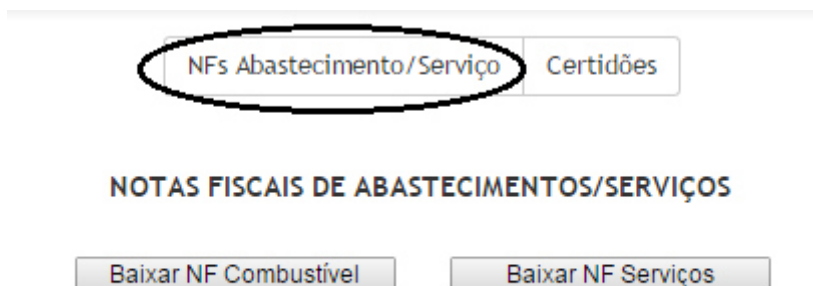 NFs Abastecimento/Serviço Certidões
NOTAS FISCAIS DE ABASTECIMENTOS/SERVIÇOS
Baixar NF Combustível Baixar NF Serviços